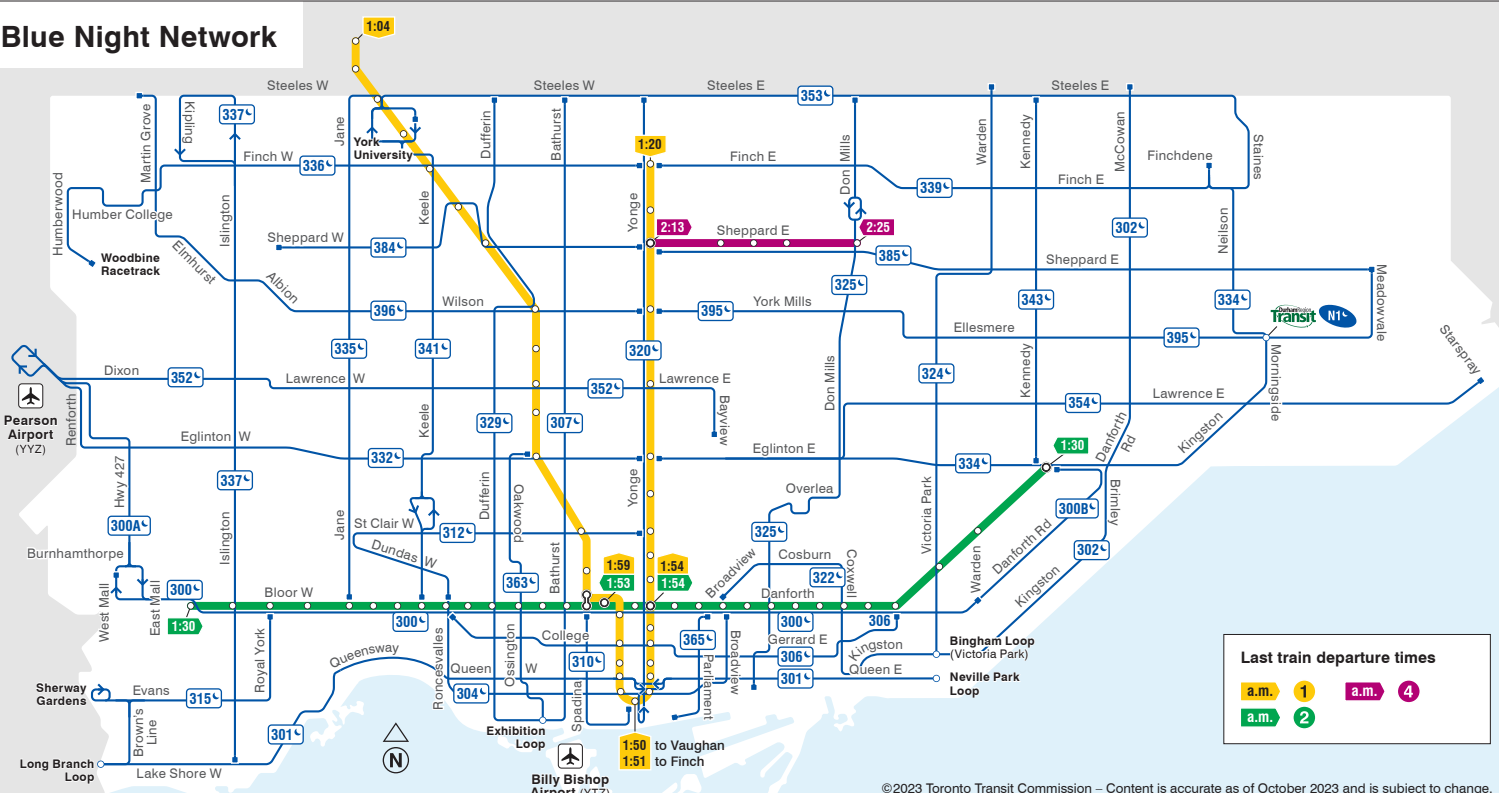 Blue Night Network
1:04
Steeles W
Steeles W
Steeles E
353
Steeles E
337
Martin Grove
Kipling
Jane
York
University
Dufferin
Bathurst
1:20
Don Mills
Warden
Kennedy
McCowan
Finchdene
Staines
Finch W
336
Finch E
339
Finch E
Humberwood
Humber College
Islington
Keele
Yonge
2:13
Sheppard E
2:25
302
Neilson
Sheppard W
384
385
Sheppard E
Woodbine
Racetrack
Elmhurst
Albion
325
Meadowvale
396
Wilson
395
York Mills
343
334
DurhamRegion
Transit
N1
Ellesmere
395
Starspray
335
341
320
Kennedy
Morningside
Dixon
352
Lawrence W
352
Lawrence E
324
Don Mills
Lawrence E
354
Pearson
Airport
(YYZ)
Renforth
Keele
329
307
Bayview
Danforth
Rd
Kingston
Eglinton W
332
Eglinton E
334
1:30
Hwy 427
337
Dufferin
Oakwood
Yonge
Overlea
Victoria Park
Brimley
300A
Islington
Jane
St Clair W
312
325
300B
Burnhamthorpe
Dundas W
Bathurst
1:59
1:53
1:54
1:54
Broadview
Cosburn
Coxwell
322
Warden
Danforth Rd
302
Kingston
West Mall
East Mall
300
Bloor W
363
Danforth
1:30
300
300
306
Royal York
Queensway
Roncesvalles
College
Ossington
310
365
Gerrard E
306
Kingston
Bingham Loop
(Victoria Park)
Queen
W
Parliament
Broadview
Queen E
301
Neville Park
Loop
Sherway
Gardens
Evans
315
304
Spadina
Brown's
Line
301
Exhibition
Loop
N
Long Branch
Loop
Lake Shore W
1:50 to Vaughan
1:51 to Finch
Billy Bishop
Airport (YTZ)
Last train departure times
a.m. 1
a.m. 4
a.m. 2
©2023 Toronto Transit Commission – Content is accurate as of October 2023 and is subject to change.